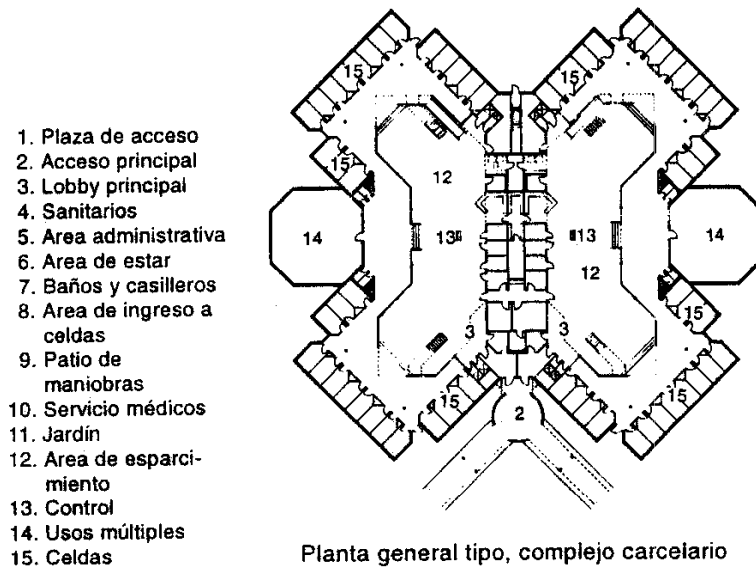 1. Plaza de acceso
2. Acceso principal
3. Lobby principal
4. Sanitarios
5. Area administrativa
6. Area de estar
7. Baños y casilleros
8. Area de ingreso a
celdas
9. Patio de
maniobras
10. Servicio médicos
11. Jardín
12. Area de esparci-
miento
13. Control
14. Usos múltiples
15. Celdas
15
15
15
12
14
13
13
14
12
15
3
3
15
15
2
Planta general tipo, complejo carcelario